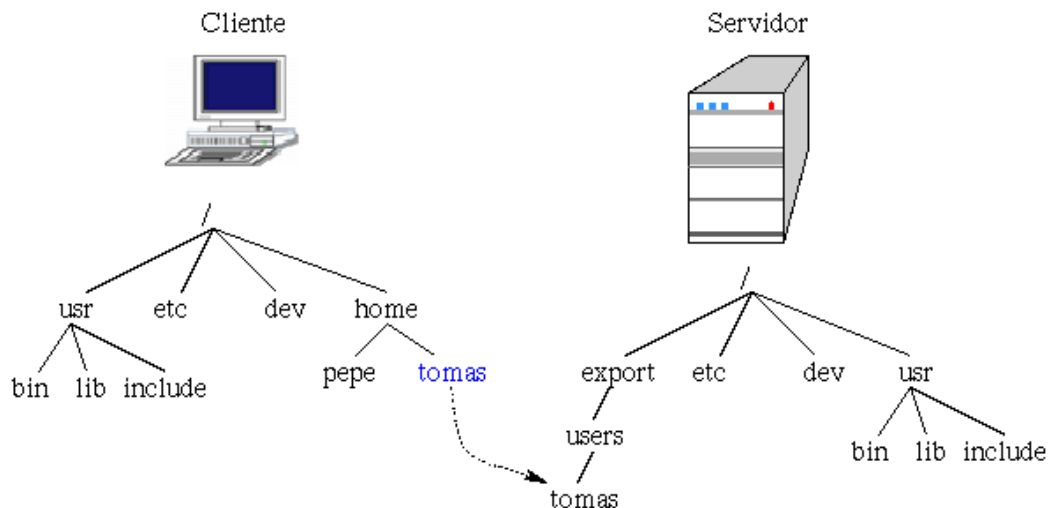 Cliente
Servidor
/
usr etc dev home
bin lib include
pepe tomas
/
export etc dev usr
users
bin lib include
tomas